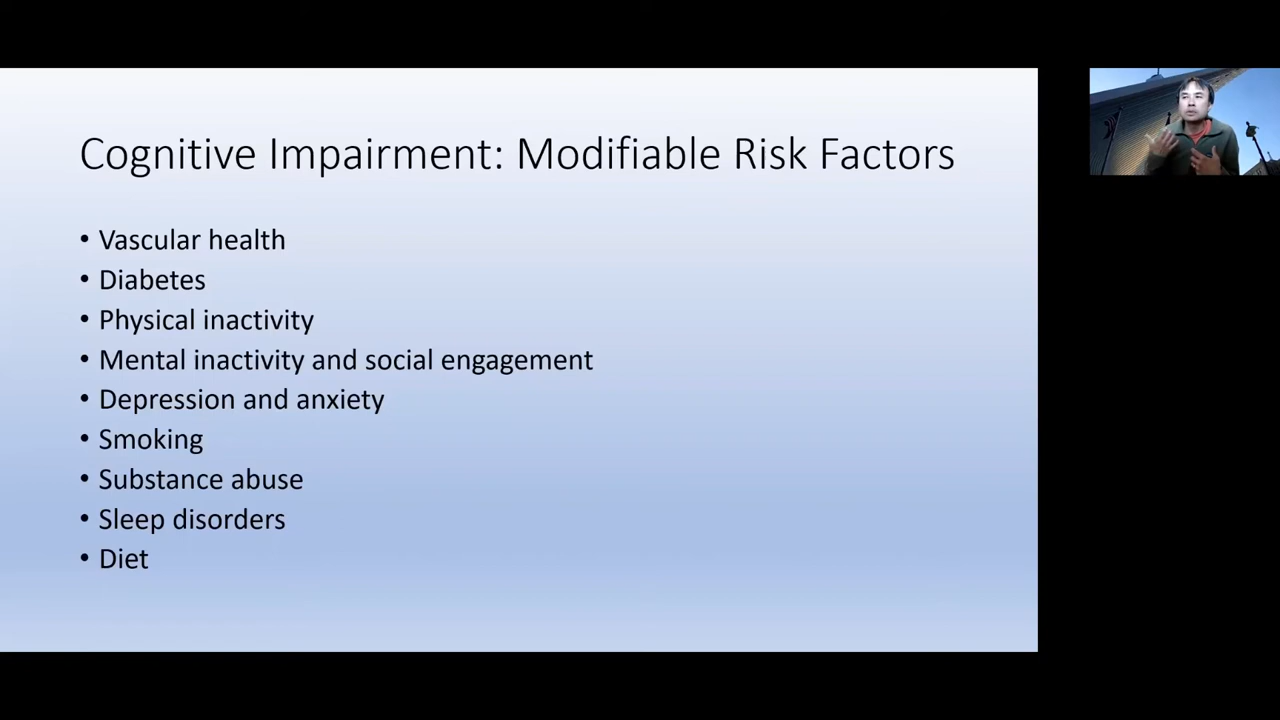 Cognitive Impairment: Modifiable Risk Factors
• Vascular health
• Diabetes
• Physical inactivity
• Mental inactivity and social engagement
• Depression and anxiety
• Smoking
• Substance abuse
• Sleep disorders
• Diet